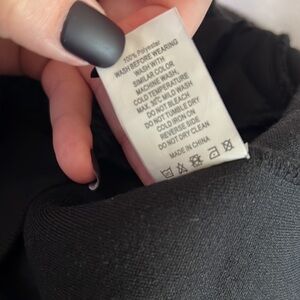 100% Polyester
WASH BEFORE WEARING
WASH WITH
SIMILAR COLOR
MACHINE WASH,
COLD TEMPERATURE
MAX. 30℃ MILD WASH
DO NOT BLEACH
DO NOT TUMBLE DRY
COLD IRON ON
REVERSE SIDE
DO NOT DRY CLEAN
MADE IN CHINA